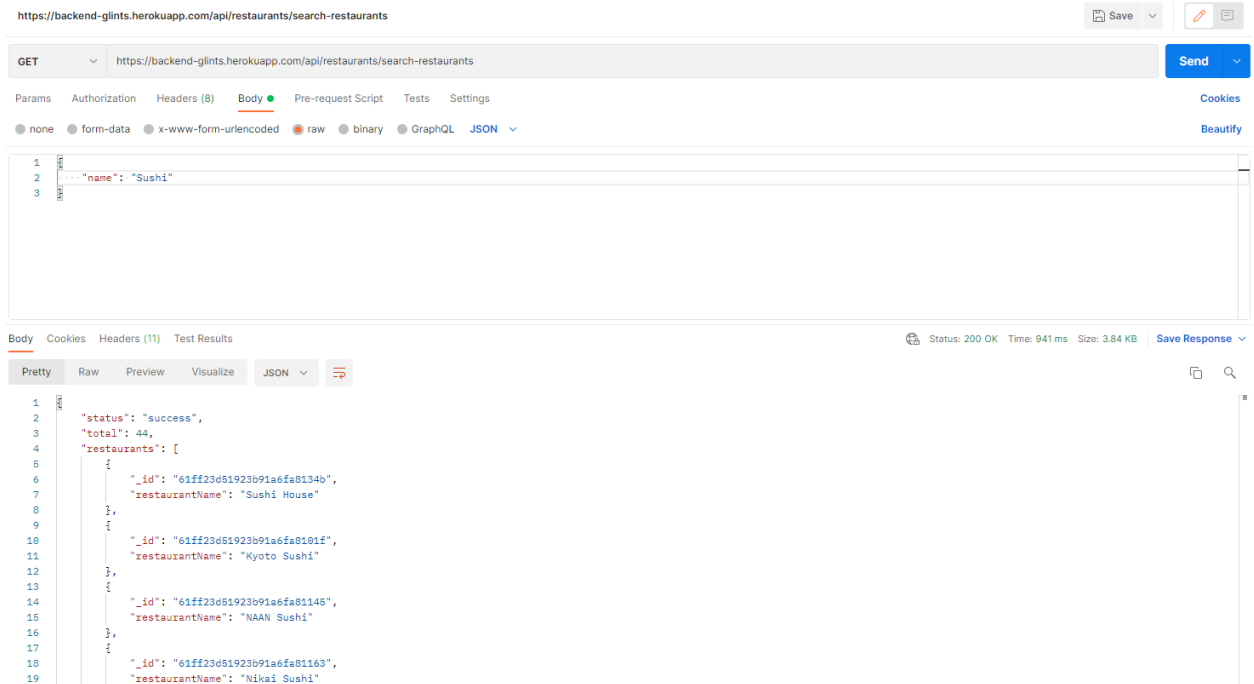 https://backend-glints.herokuapp.com/api/restaurants/search-restaurants Save
GET https://backend-glints.herokuapp.com/api/restaurants/search-restaurants Send
Params Authorization Headers (8) Body Pre-request Script Tests Settings Cookies
none form-data x-www-form-urlencoded raw binary GraphQL JSON Beautify
1 {
2 "name": "Sushi"
3 }
Body Cookies Headers (11) Test Results Status: 200 OK Time: 941 ms Size: 3.84 KB Save Response
Pretty Raw Preview Visualize JSON
1 {
2 "status": "success",
3 "total": 44,
4 "restaurants": [
5 {
6 "_id": "61ff23d51923b91a6fa8134b",
7 "restaurantName": "Sushi House"
8 },
9 {
10 "_id": "61ff23d51923b91a6fa8101f",
11 "restaurantName": "Kyoto Sushi"
12 },
13 {
14 "_id": "61ff23d51923b91a6fa81145",
15 "restaurantName": "NAAN Sushi"
16 },
17 {
18 "_id": "61ff23d51923b91a6fa81163",
19 "restaurantName": "Nikai Sushi"